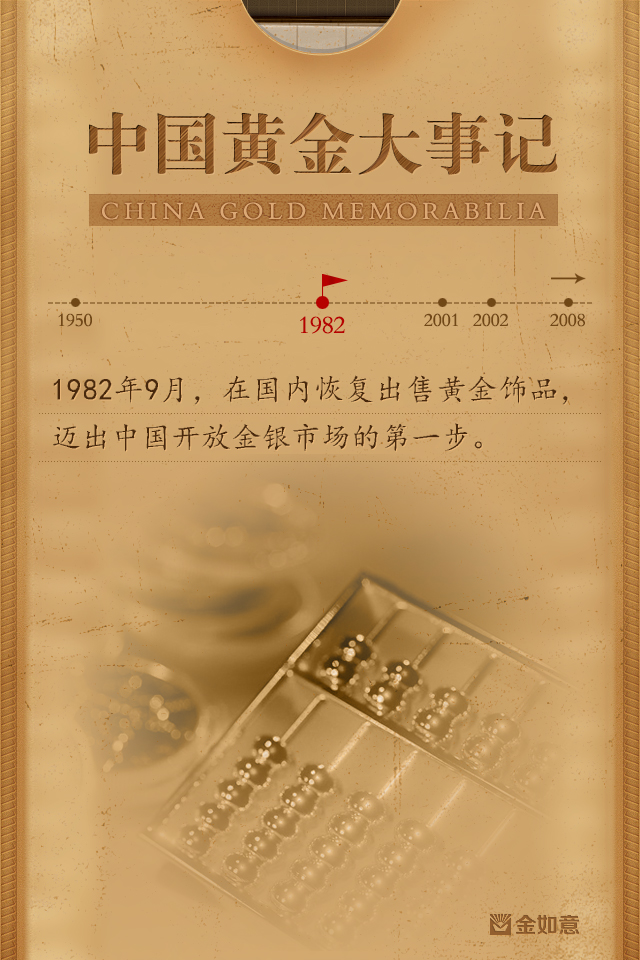 中国黄金大事记
CHINA GOLD MEMORABILIA
1950 1982 2001 2002 2008
1982年9月，在国内恢复出售黄金饰品，
迈出中国开放金银市场的第一步。
金如意